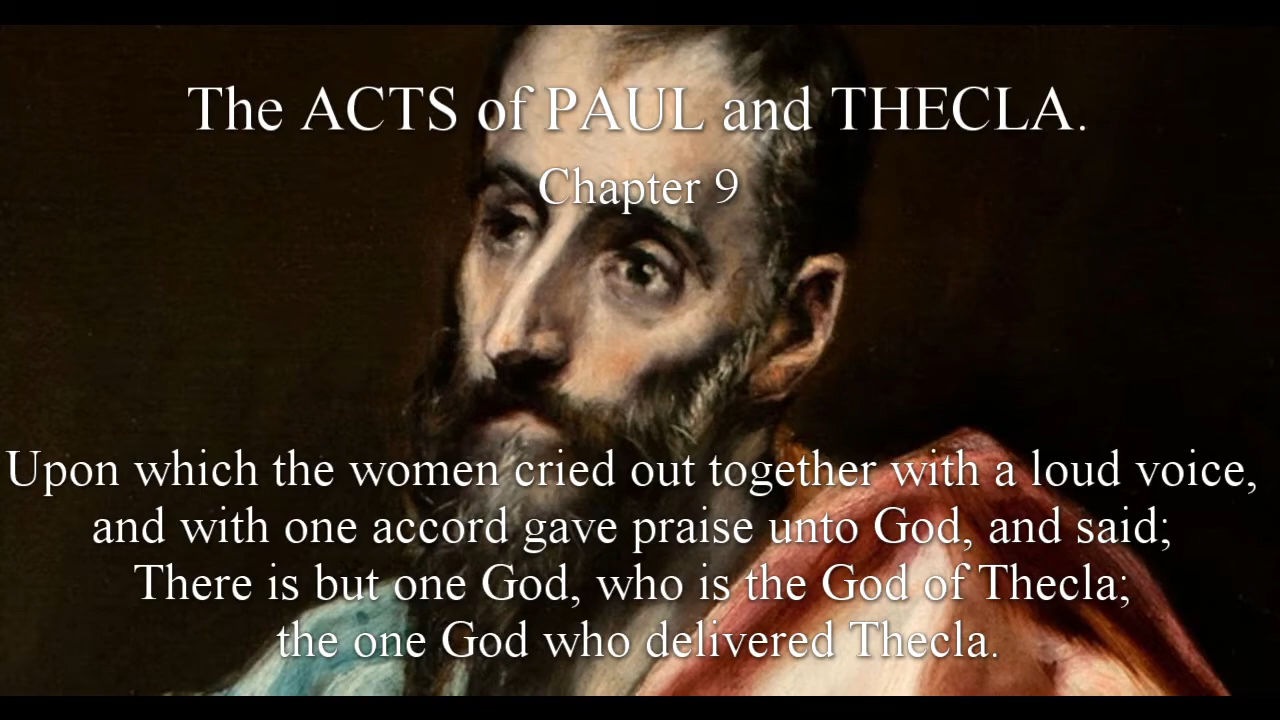 The ACTS of PAUL and THECLA.
Chapter 9
Upon which the women cried out together with a loud voice,
and with one accord gave praise unto God, and said;
There is but one God, who is the God of Thecla;
the one God who delivered Thecla.